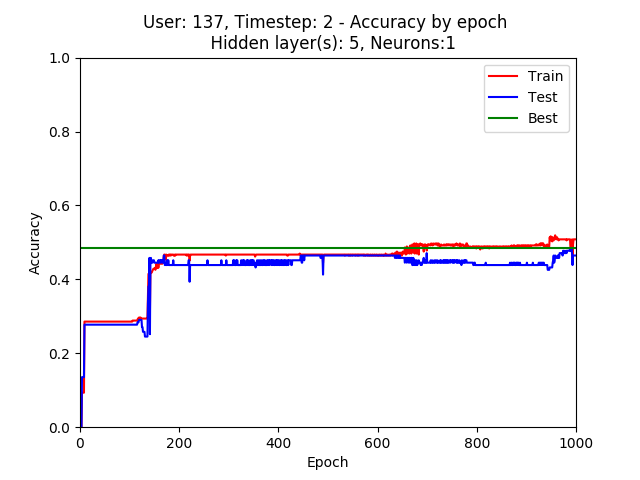 User: 137, Timestep: 2 - Accuracy by epoch
Hidden layer(s): 5, Neurons:1
Train
Test
Best
Accuracy
1.0
0.8
0.6
0.4
0.2
0.0
0 200 400 600 800 1000
Epoch